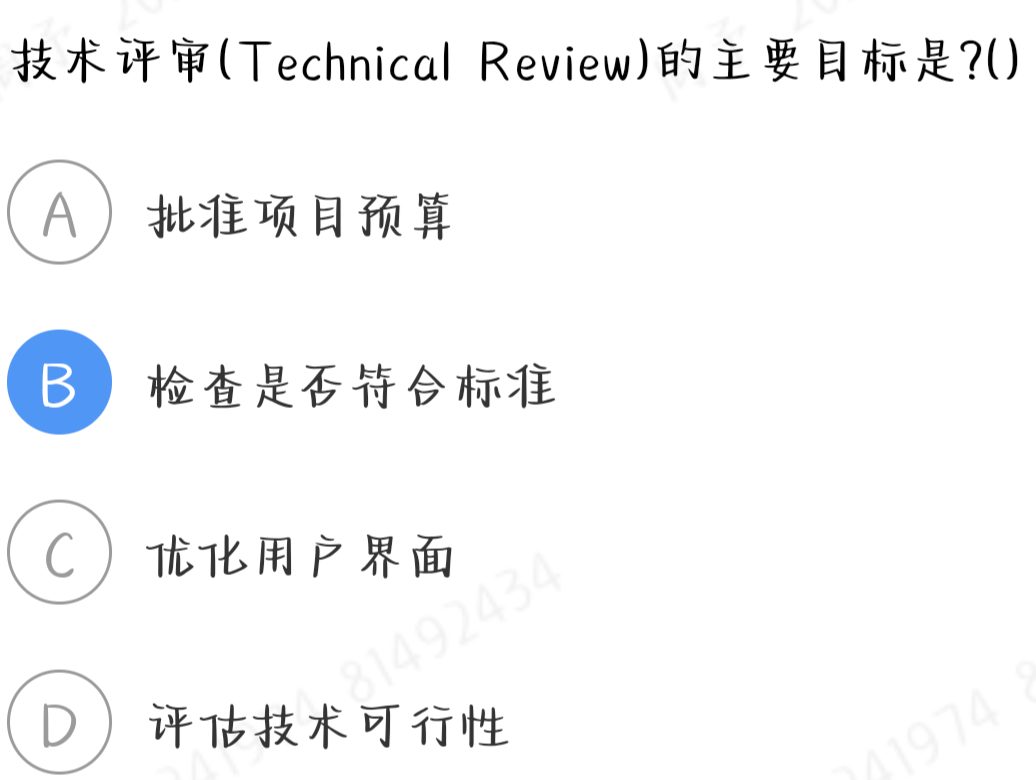 技术评审(Technical Review)的主要目标是?()
A 批准项目预算
B 检查是否符合标准
C 优化用户界面
D 评估技术可行性
81492434